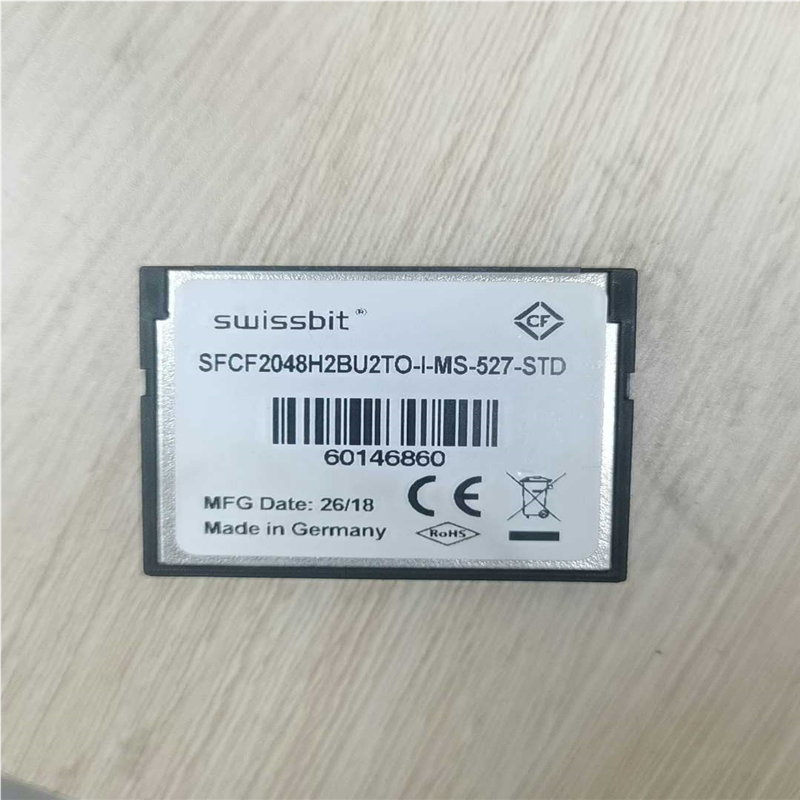 swissbit®
CF
SFCF2048H2BU2TO-I-MS-527-STD
60146860
MFG Date: 26/18
CE
Made in Germany
RoHS